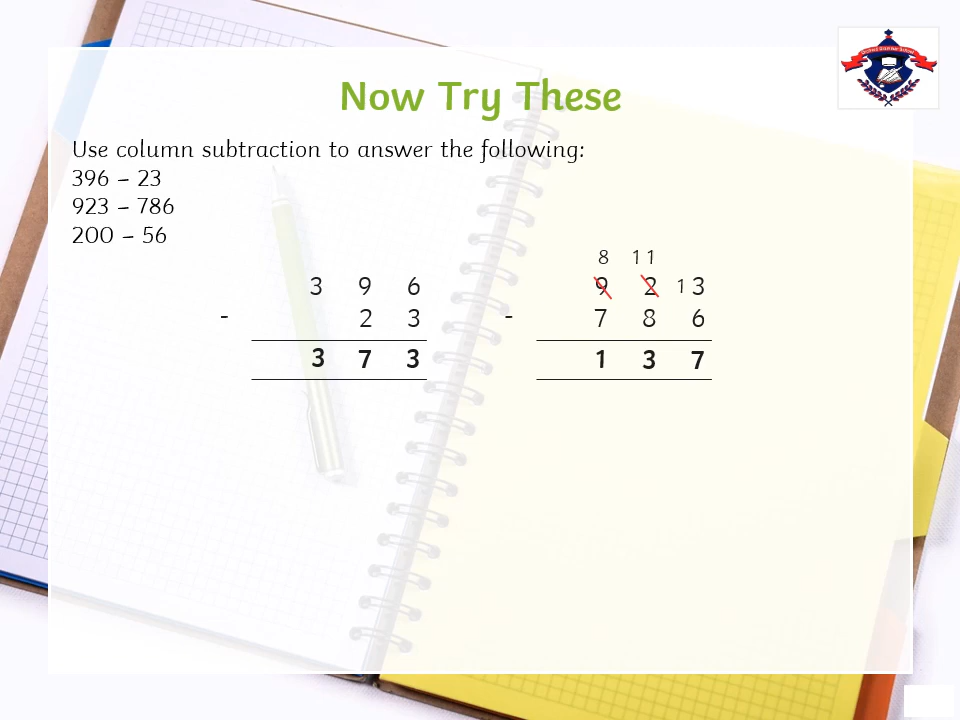 Now Try These
Use column subtraction to answer the following:
396 – 23
923 – 786
200 – 56
8 11
3 9 6 9 2 13
- 2 3 - 7 8 6
3 7 3 1 3 7